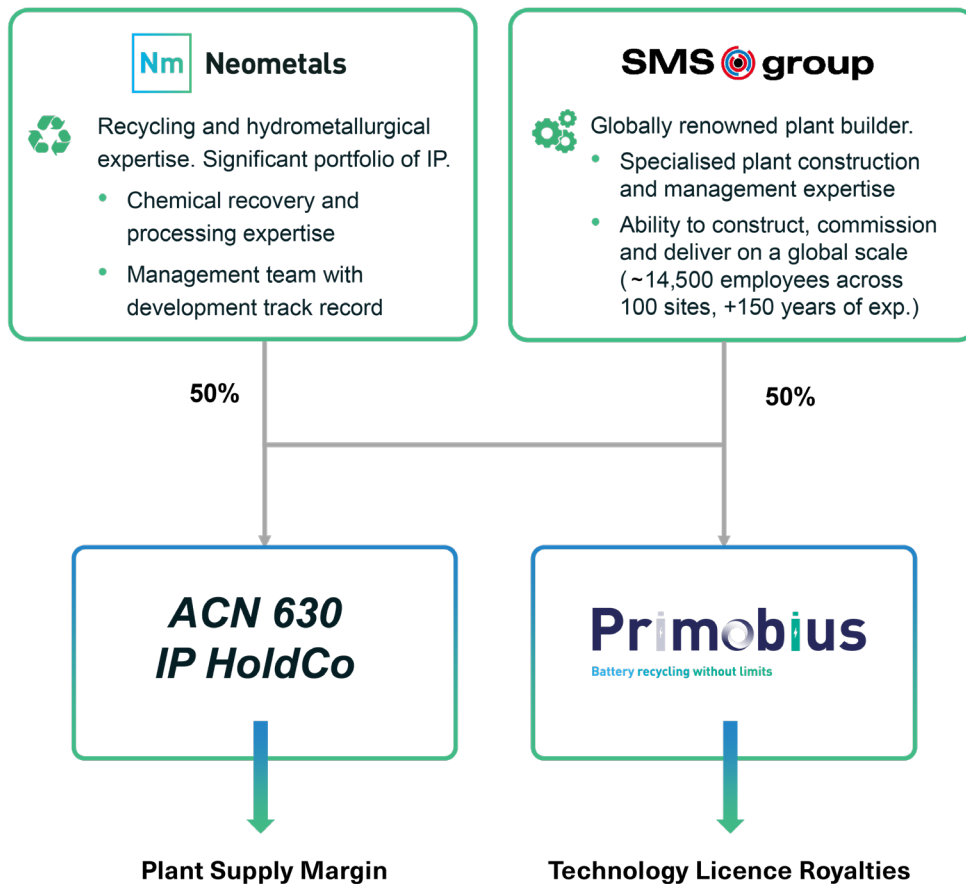 Nm Neometals
Recycling and hydrometallurgical
expertise. Significant portfolio of IP.
• Chemical recovery and
processing expertise
• Management team with
development track record
SMS group
Globally renowned plant builder.
• Specialised plant construction
and management expertise
• Ability to construct, commission
and deliver on a global scale
(~14,500 employees across
100 sites, +150 years of exp.)
50%
50%
ACN 630
IP HoldCo
Primobius
Battery recycling without limits
Plant Supply Margin
Technology Licence Royalties